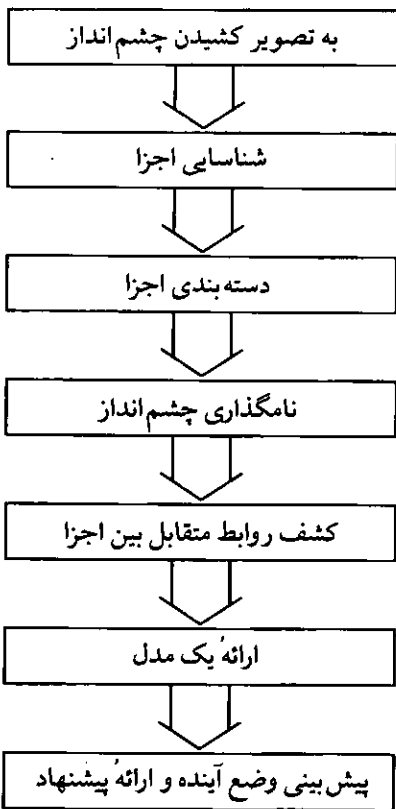 به تصویر کشیدن چشم‌انداز
شناسایی اجزا
دسته‌بندی اجزا
نامگذاری چشم‌انداز
کشف روابط متقابل بین اجزا
ارائهٔ یک مدل
پیش‌بینی وضع آینده و ارائهٔ پیشنهاد